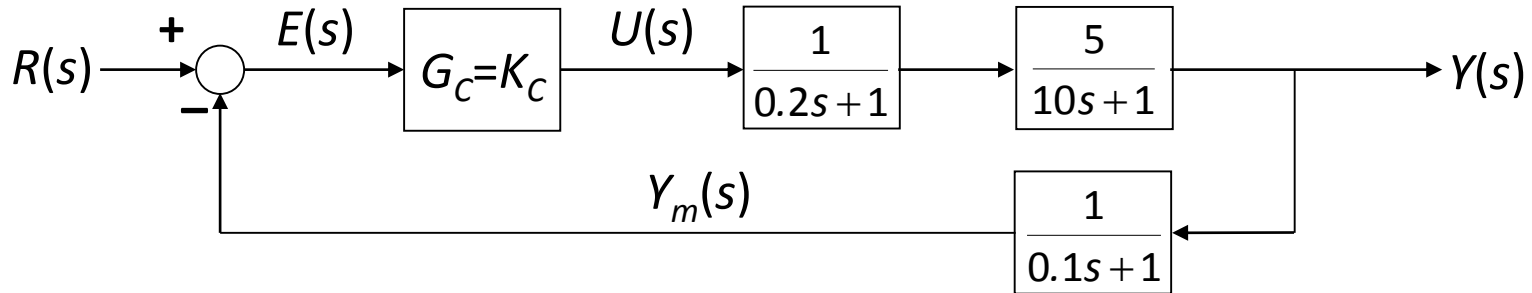 R(s)
+
−
E(s)
G_C=K_C
U(s)
1
0.2s+1
5
10s+1
Y(s)
Y_m(s)
1
0.1s+1